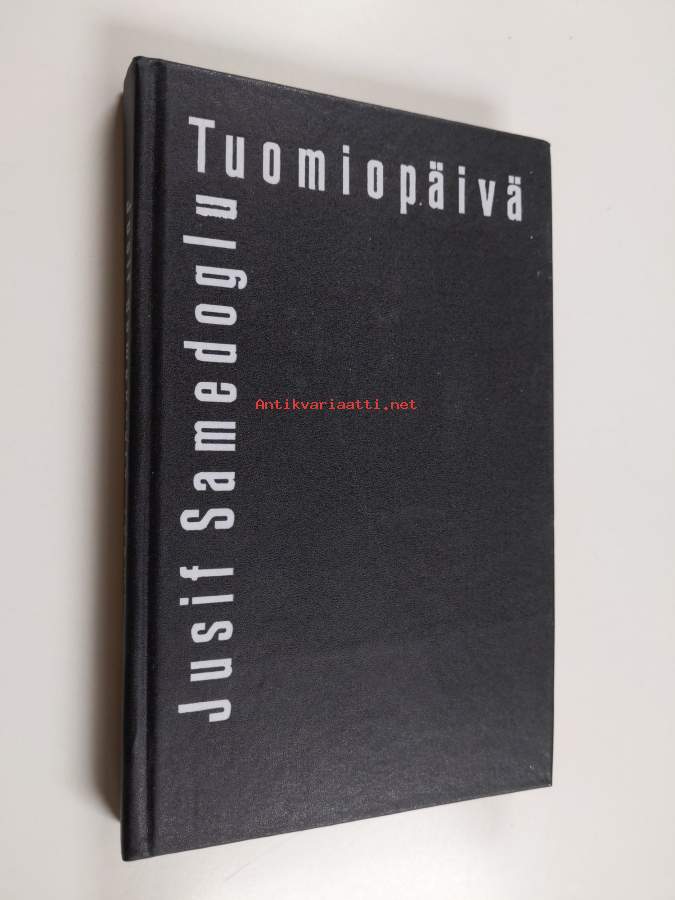 Tuomiopäivä
Jusif Samedoglu
Antikvariaatti.net